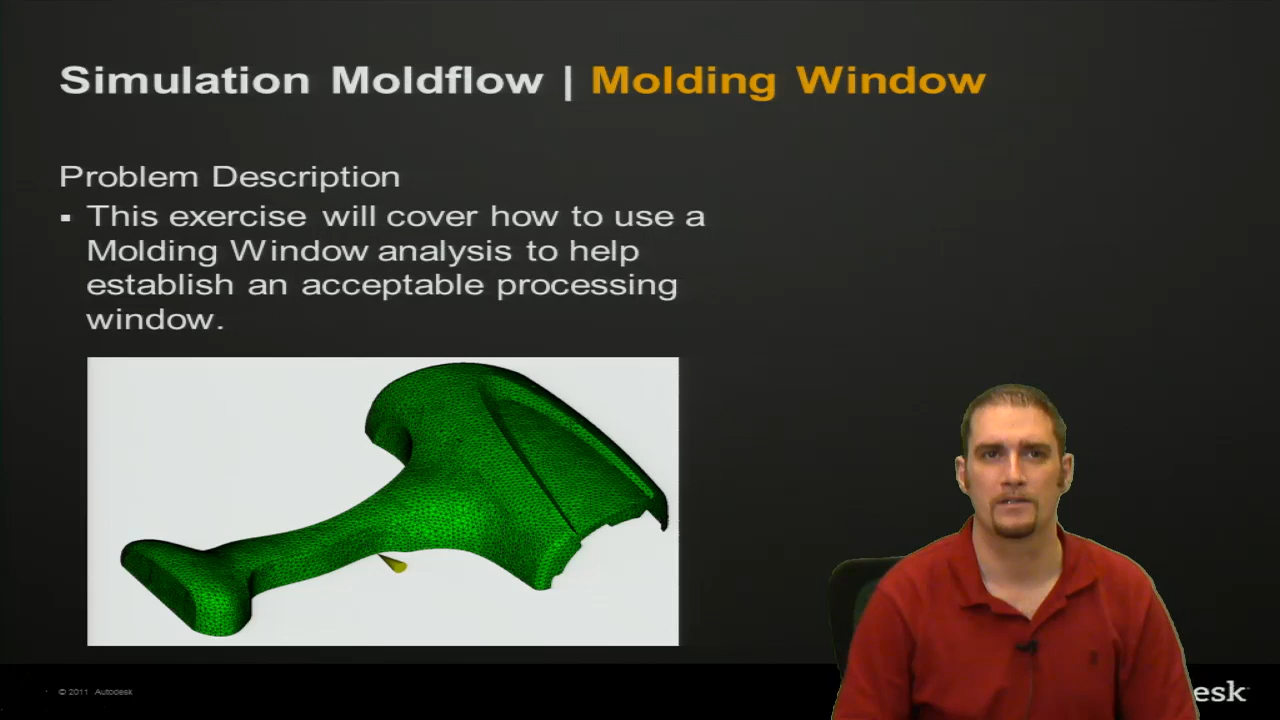 Simulation Moldflow | Molding Window
Problem Description
▪ This exercise will cover how to use a
Molding Window analysis to help
establish an acceptable processing
window.
© 2011 Autodesk
esk